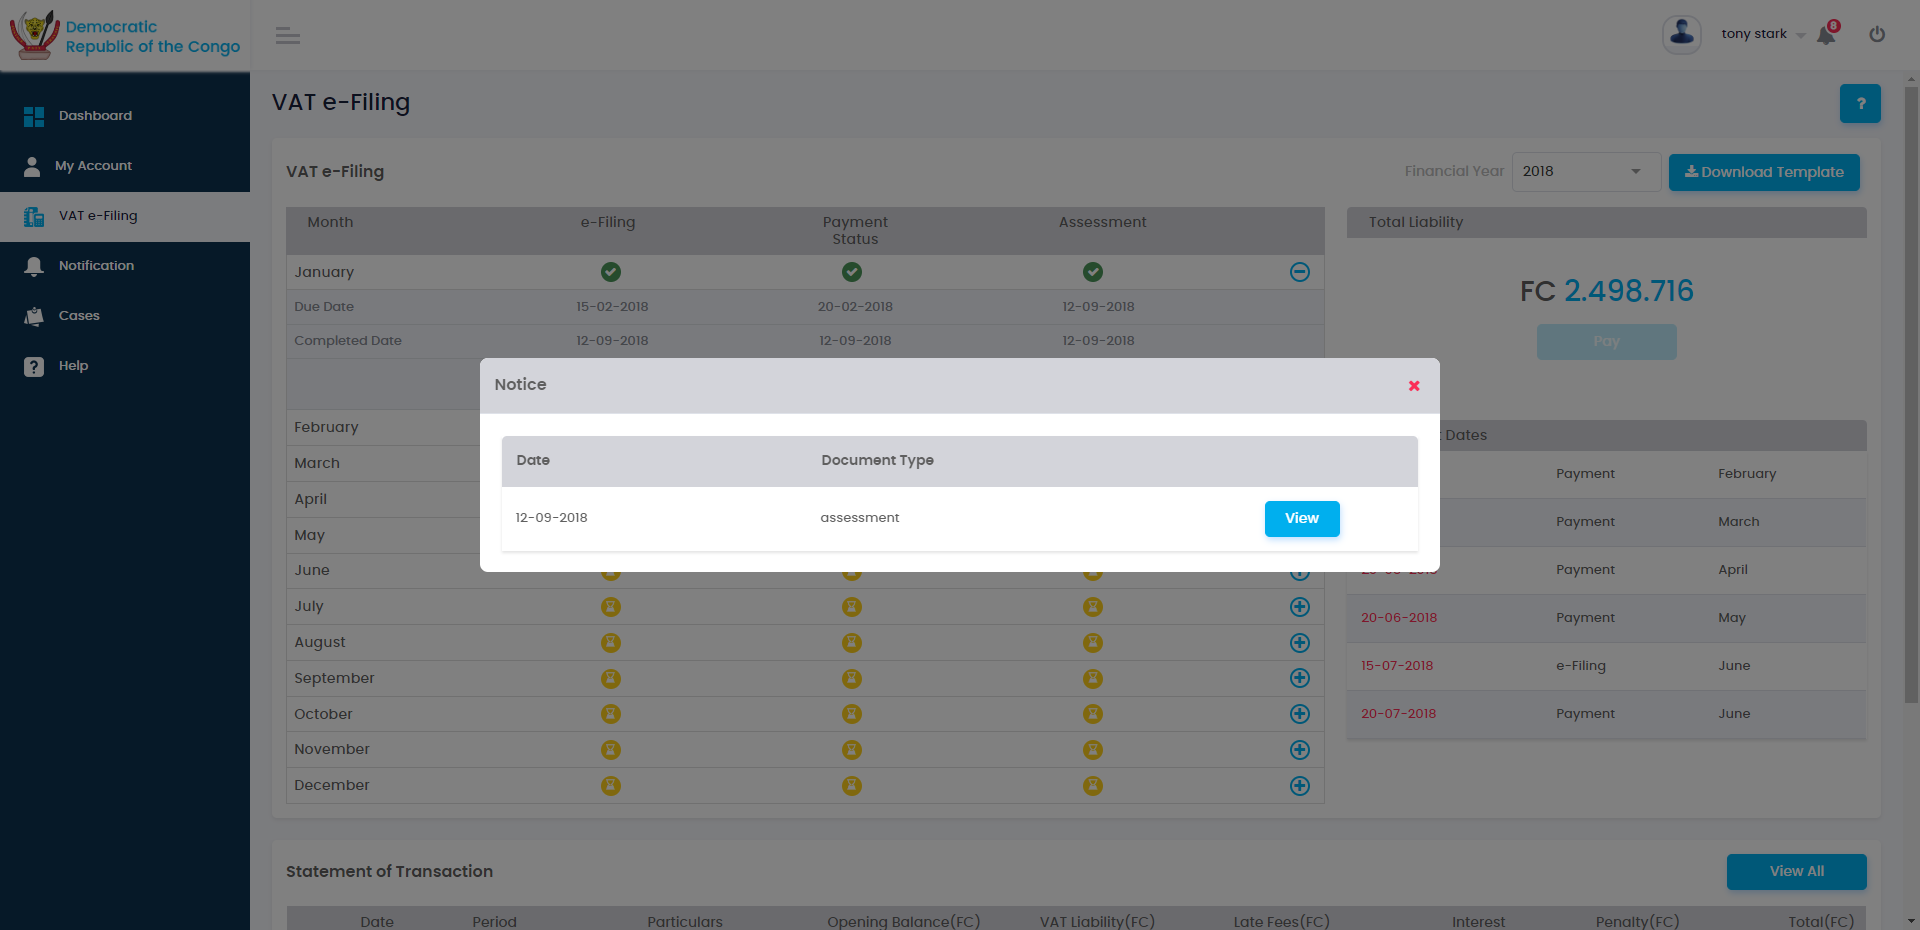 Democratic
Republic of the Congo
tony stark
8
Dashboard
My Account
VAT e-Filing
Notification
Cases
Help
VAT e-Filing
?
VAT e-Filing
Financial Year
2018
Download Template
Month e-Filing Payment Status Assessment
January
Due Date 15-02-2018 20-02-2018 12-09-2018
Completed Date 12-09-2018 12-09-2018 12-09-2018
February
March
April
May
June
July
August
September
October
November
December
Notice
Date Document Type
12-09-2018 assessment View
Total Liability
FC 2.498.716
Pay
Dates
Payment February
Payment March
Payment April
20-06-2018 Payment May
15-07-2018 e-Filing June
20-07-2018 Payment June
Statement of Transaction
View All
Date Period Particulars Opening Balance(FC) VAT Liability(FC) Late Fees(FC) Interest Penalty(FC) Total(FC)